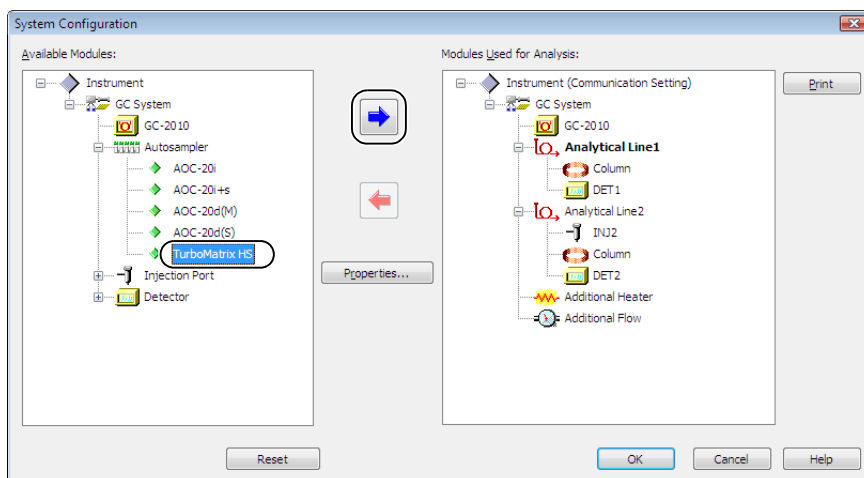 System Configuration
Available Modules:
Modules Used for Analysis:
Instrument
GC System
GC-2010
Autosampler
AOC-20i
AOC-20i+s
AOC-20d(M)
AOC-20d(S)
TurboMatrix HS
Injection Port
Detector
Properties...
Instrument (Communication Setting)
GC System
GC-2010
Analytical Line1
Column
DET1
Analytical Line2
INJ2
Column
DET2
Additional Heater
Additional Flow
Print
Reset
OK
Cancel
Help